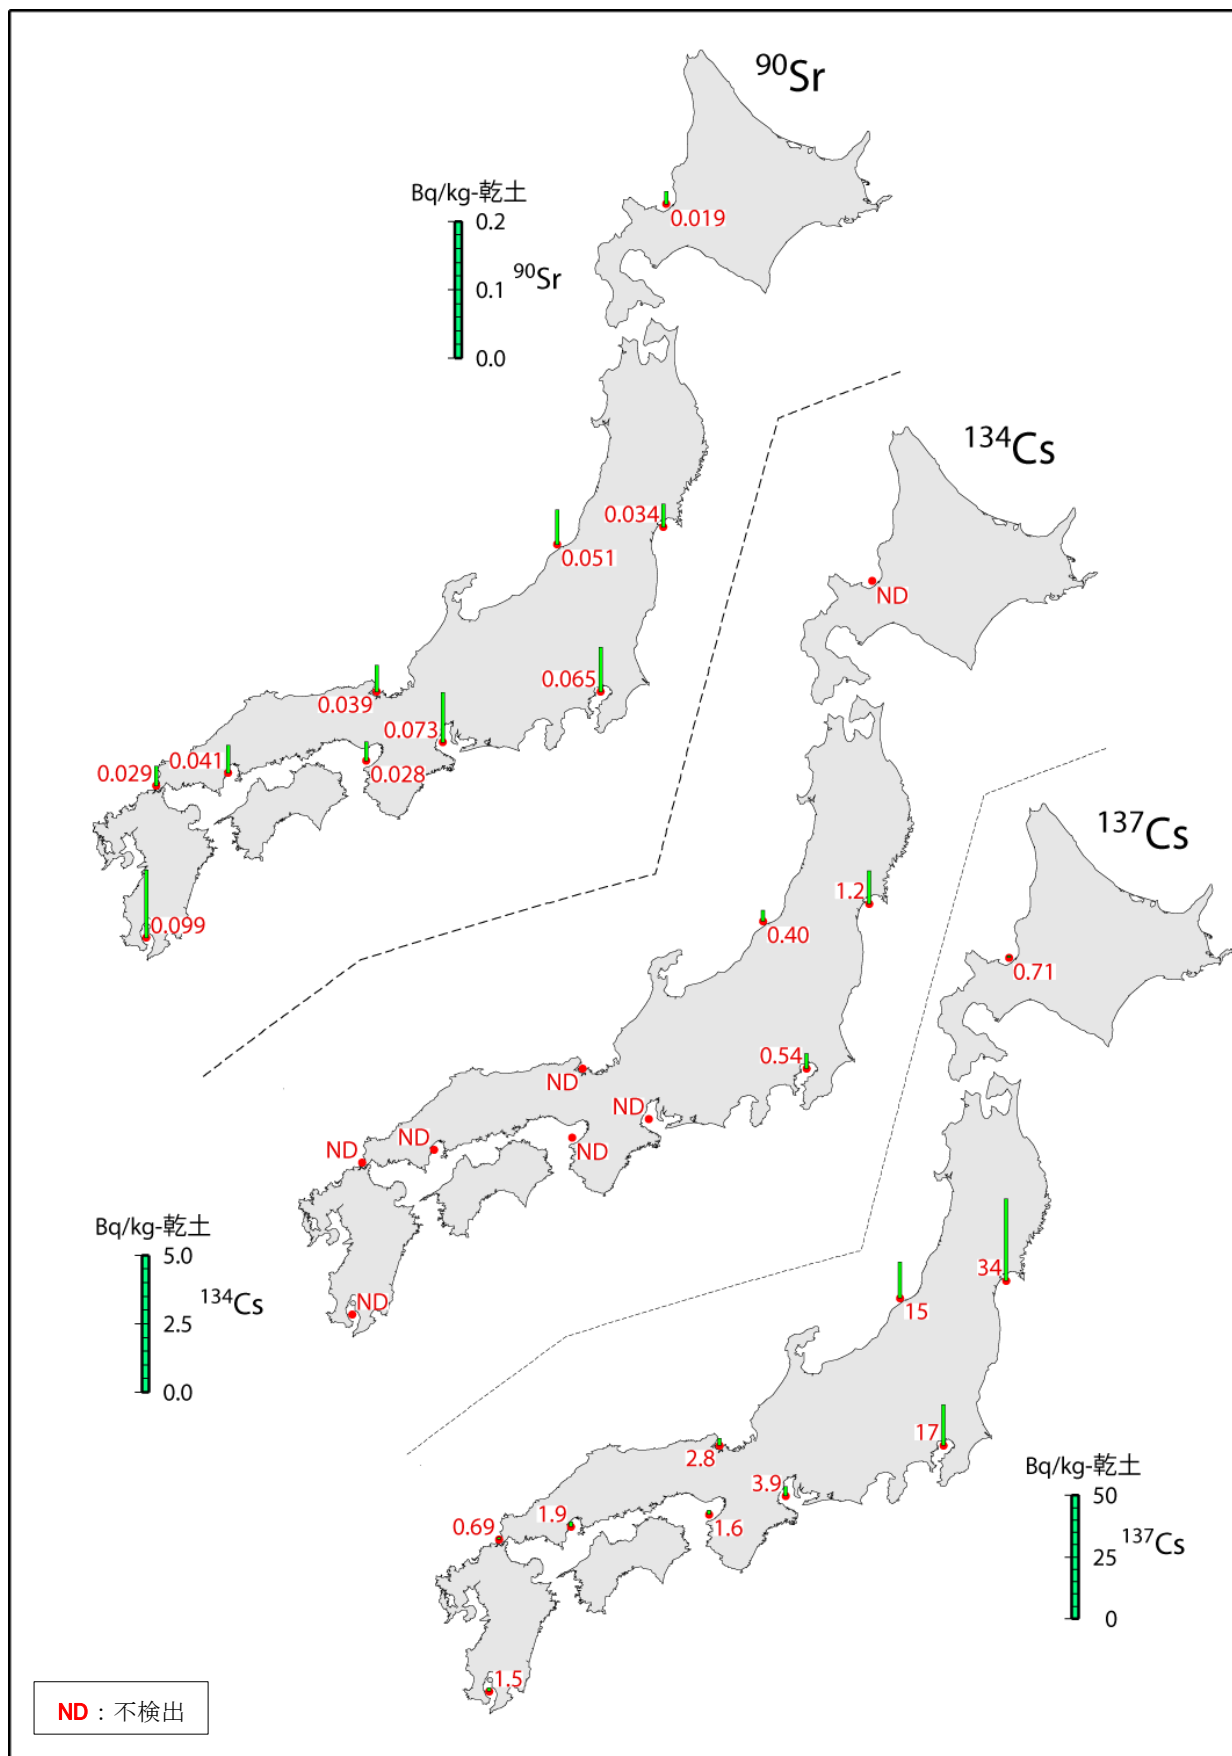 ⁹⁰Sr
Bq/kg-乾土
0.2
0.1
0.0
⁹⁰Sr
0.019
0.034
0.051
0.065
0.039
0.073
0.041
0.029
0.028
0.099
¹³⁴Cs
ND
1.2
0.40
0.54
ND
ND
ND
ND
ND
ND
Bq/kg-乾土
5.0
2.5
0.0
¹³⁴Cs
¹³⁷Cs
0.71
34
15
17
2.8
3.9
1.9
1.6
0.69
1.5
Bq/kg-乾土
50
25
0
¹³⁷Cs
ND：不検出